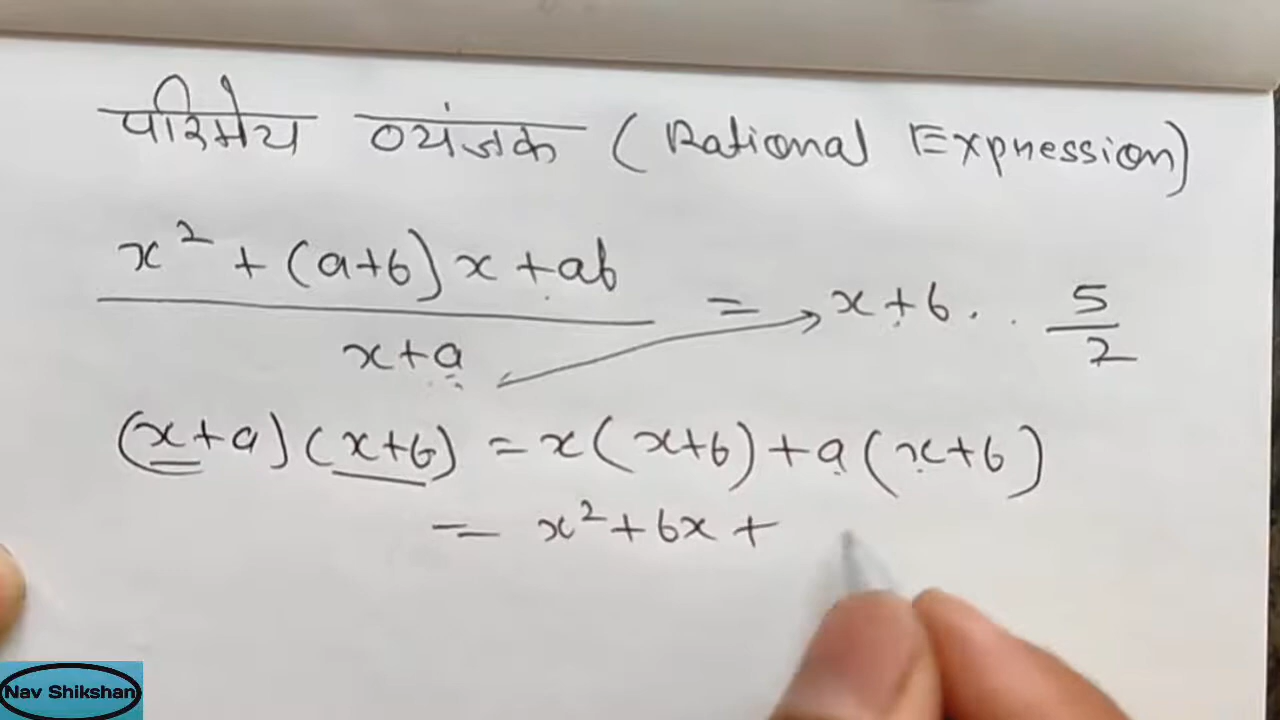 परिमेय व्यंजक (Rational Expression)
x² + (a+b) x + ab
x+a
= x+b . . 5/2
(x+a) (x+b) = x(x+b) + a(x+b)
= x² + bx +
Nav Shikshan